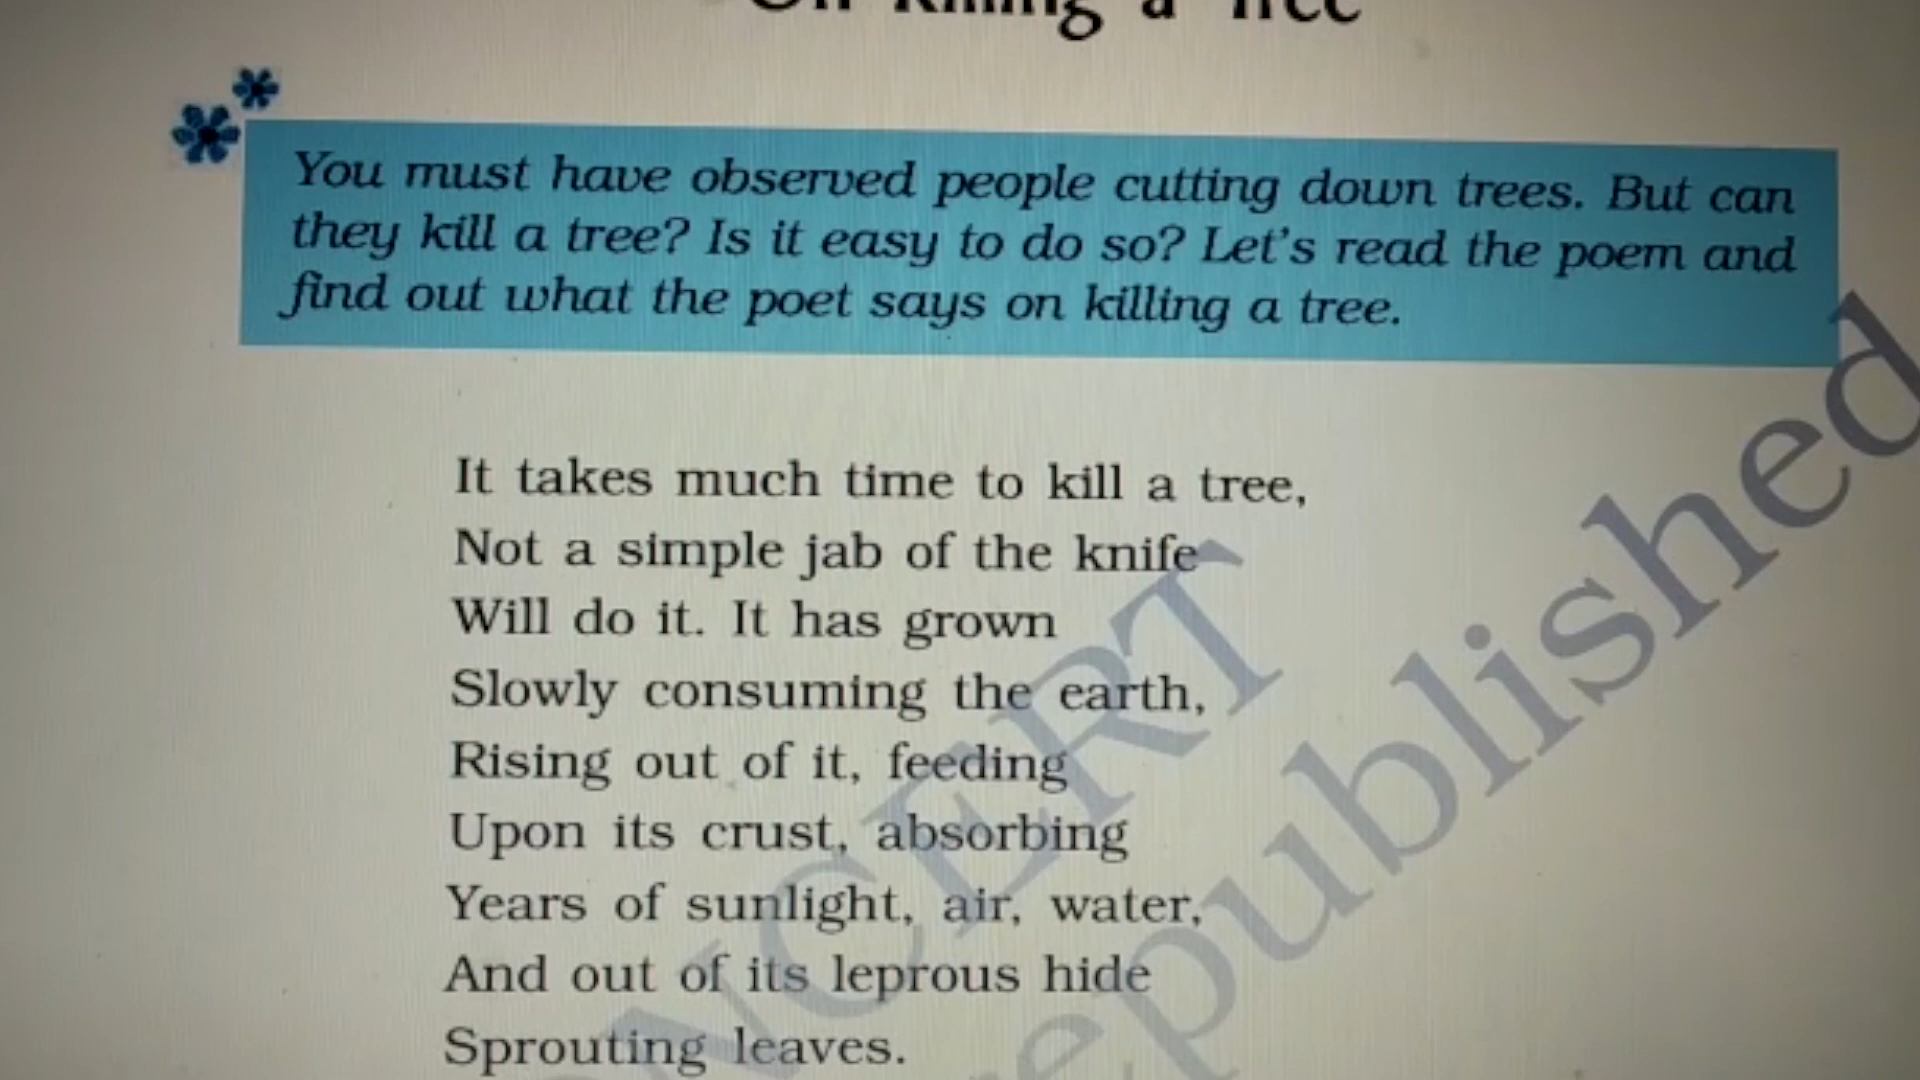 On Killing a Tree
You must have observed people cutting down trees. But can
they kill a tree? Is it easy to do so? Let's read the poem and
find out what the poet says on killing a tree.
It takes much time to kill a tree,
Not a simple jab of the knife
Will do it. It has grown
Slowly consuming the earth,
Rising out of it, feeding
Upon its crust, absorbing
Years of sunlight, air, water,
And out of its leprous hide
Sprouting leaves.
NCERT
republished